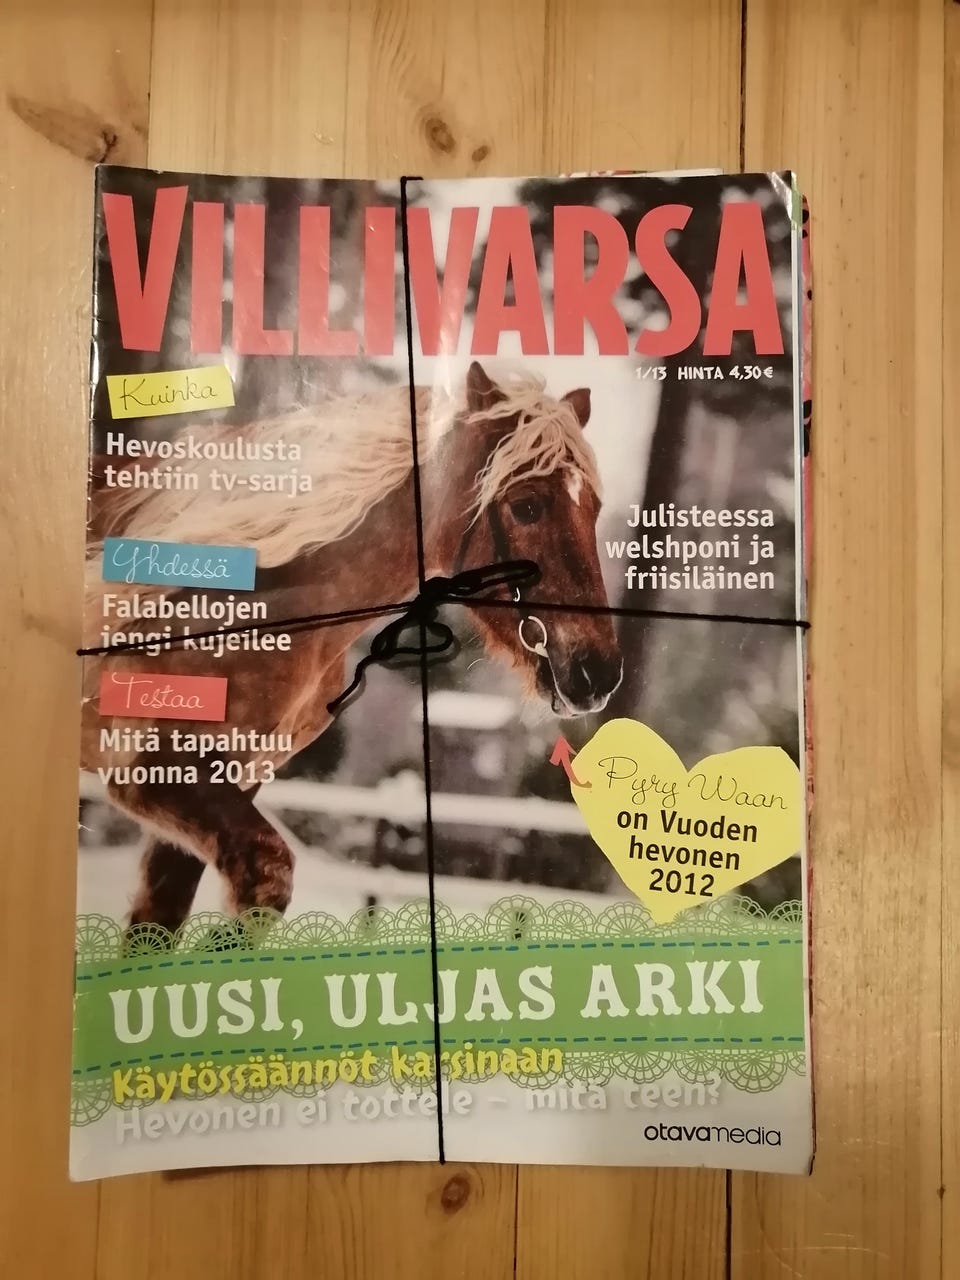 VILLIVARSA
1/13 HINTA 4,30€
Kuinka
Hevoskoulusta
tehtiin tv-sarja
Julisteessa
welshponi ja
friisiläinen
Yhdessä
Falabellojen
jengi kujeilee
Testaa
Mitä tapahtuu
vuonna 2013
Pyry Waan
on Vuoden
hevonen
2012
UUSI, ULJAS ARKI
Käytössäännöt karsinaan
Hevonen ei tottele – mitä teen?
otavamedia